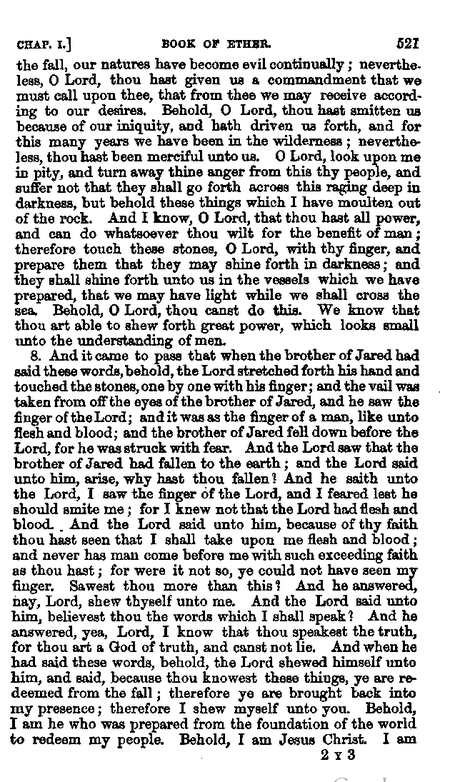 CHAP. I.] BOOK OF ETHER. 521
the fall, our natures have become evil continually; neverthe-
less, O Lord, thou hast given us a commandment that we
must call upon thee, that from thee we may receive accord-
ing to our desires. Behold, O Lord, thou hast smitten us
because of our iniquity, and hath driven us forth, and for
this many years we have been in the wilderness; neverthe-
less, thou hast been merciful unto us. O Lord, look upon me
in pity, and turn away thine anger from this thy people, and
suffer not that they shall go forth across this raging deep in
darkness, but behold these things which I have moulten out
of the rock. And I know, O Lord, that thou hast all power,
and can do whatsoever thou wilt for the benefit of man;
therefore touch these stones, O Lord, with thy finger, and
prepare them that they may shine forth in darkness; and
they shall shine forth unto us in the vessels which we have
prepared, that we may have light while we shall cross the
sea. Behold, O Lord, thou canst do this. We know that
thou art able to shew forth great power, which looks small
unto the understanding of men.
8. And it came to pass that when the brother of Jared had
said these words, behold, the Lord stretched forth his hand and
touched the stones, one by one with his finger; and the vail was
taken from off the eyes of the brother of Jared, and he saw the
finger of the Lord; and it was as the finger of a man, like unto
flesh and blood; and the brother of Jared fell down before the
Lord, for he was struck with fear. And the Lord saw that the
brother of Jared had fallen to the earth; and the Lord said
unto him, arise, why hast thou fallen? And he saith unto
the Lord, I saw the finger of the Lord, and I feared lest he
should smite me; for I knew not that the Lord had flesh and
blood. And the Lord said unto him, because of thy faith
thou hast seen that I shall take upon me flesh and blood;
and never has man come before me with such exceeding faith
as thou hast; for were it not so, ye could not have seen my
finger. Sawest thou more than this? And he answered,
nay, Lord, shew thyself unto me. And the Lord said unto
him, believest thou the words which I shall speak? And he
answered, yea, Lord, I know that thou speakest the truth,
for thou art a God of truth, and canst not lie. And when he
had said these words, behold, the Lord shewed himself unto
him, and said, because thou knowest these things, ye are re-
deemed from the fall; therefore ye are brought back into
my presence; therefore I shew myself unto you. Behold,
I am he who was prepared from the foundation of the world
to redeem my people. Behold, I am Jesus Christ. I am
2 Y 3